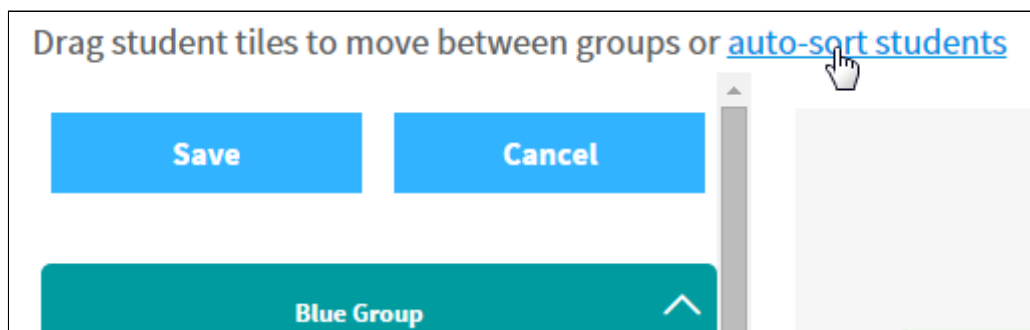 Drag student tiles to move between groups or auto-sort students
Save Cancel
Blue Group